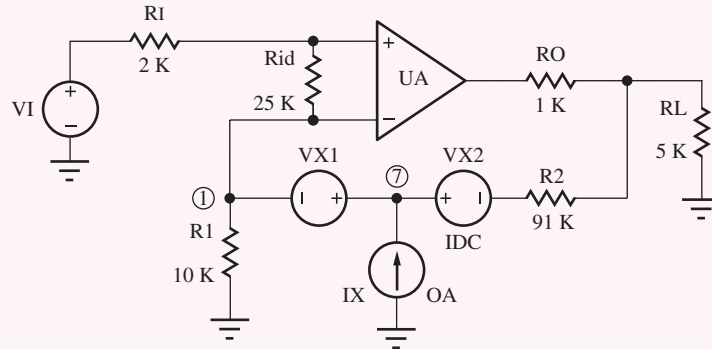 RI
2 K
Rid
25 K
+
−
UA
RO
1 K
VI
+
−
RL
5 K
VX1
VX2
①
⑦
R2
91 K
− +
+ −
IDC
R1
10 K
IX
OA